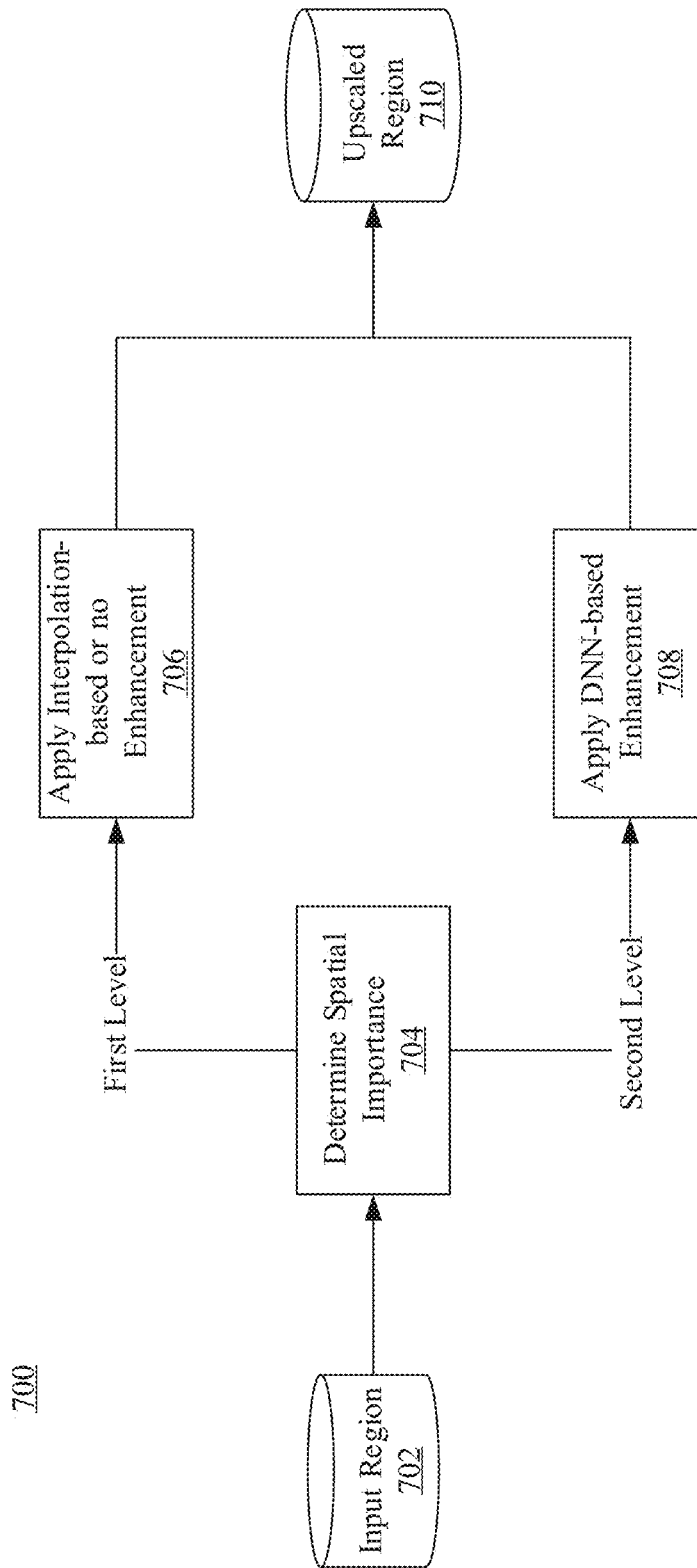 700
Input Region
702
Determine Spatial
Importance
704
First Level
Second Level
Apply Interpolation-
based or no
Enhancement
706
Apply DNN-based
Enhancement
708
Upscaled
Region
710